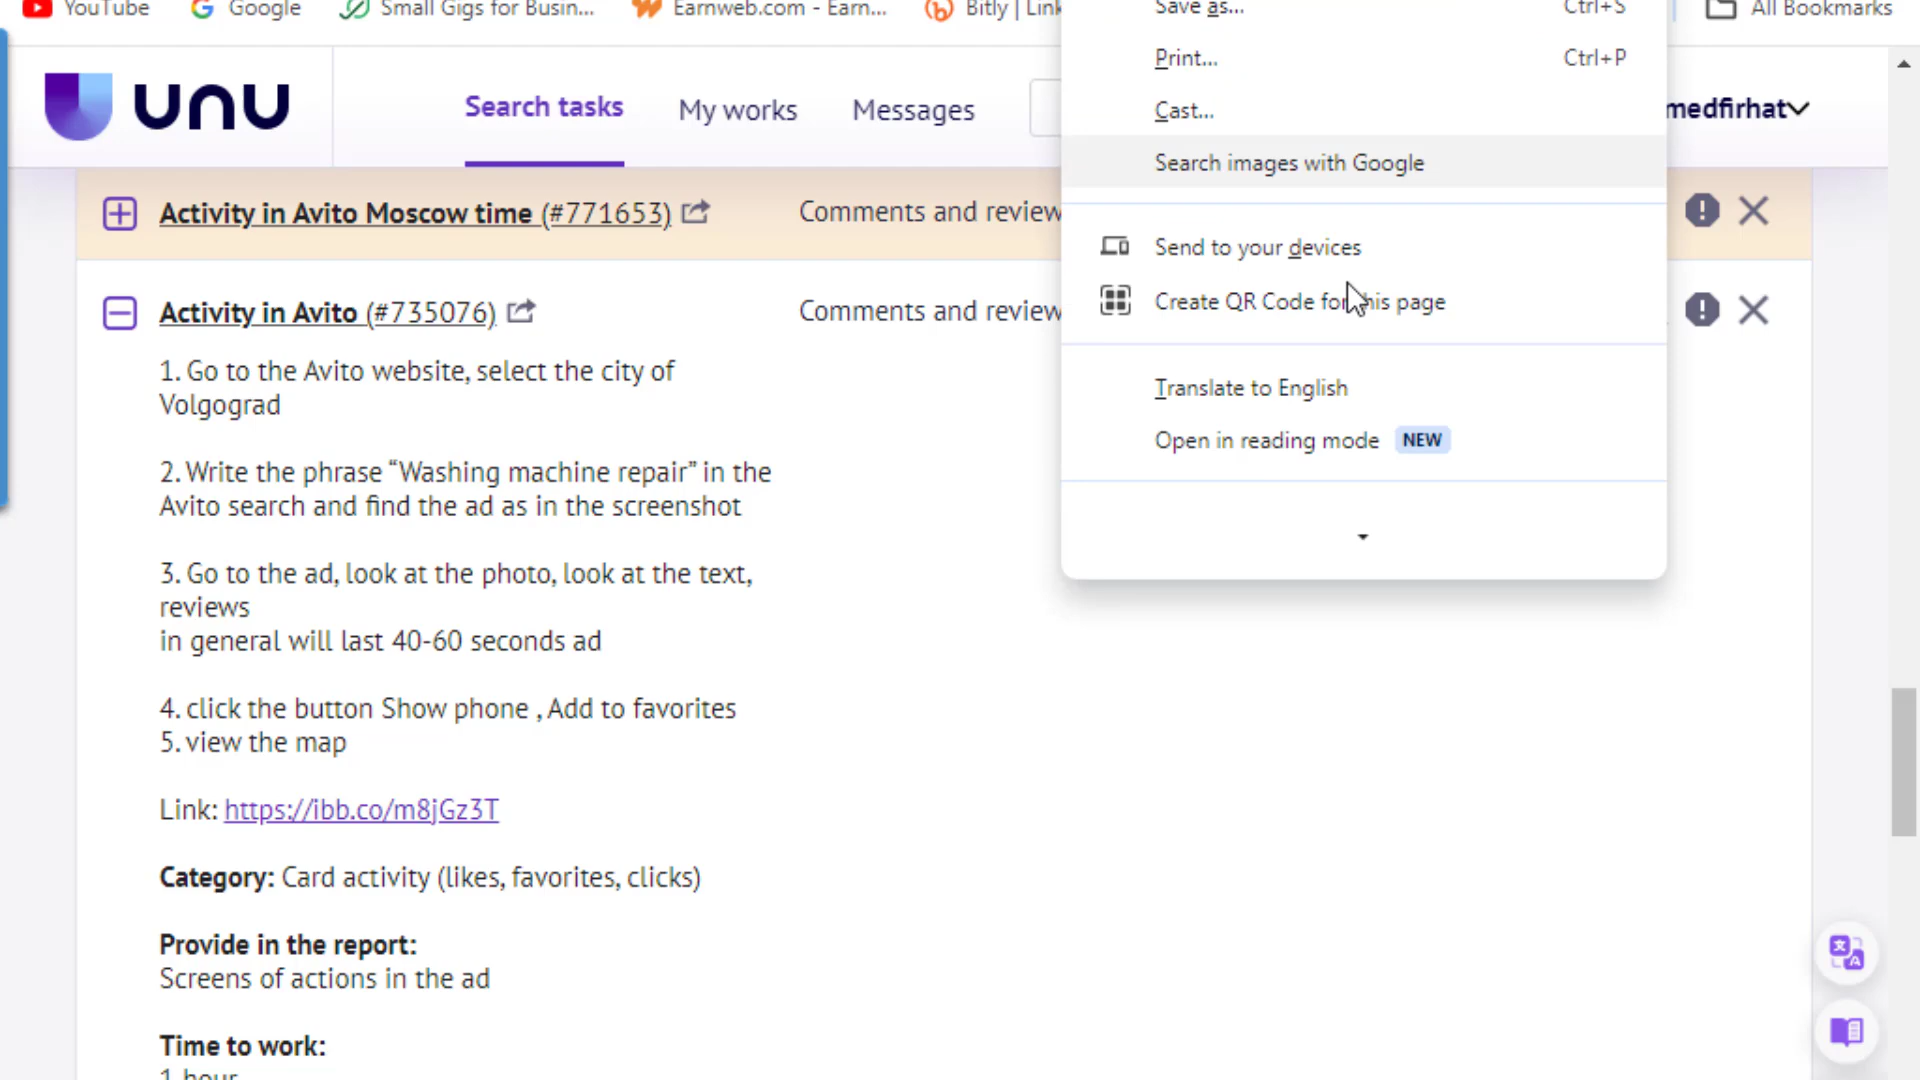 YouTube
Google
Small Gigs for Busin...
Earnweb.com - Earn...
Bitly | Link
Save as...
Ctrl+S
All Bookmarks
Print...
Ctrl+P
unu
Search tasks
My works
Messages
Cast...
medfirhat
Search images with Google
Activity in Avito Moscow time (#771653)
Comments and review
Send to your devices
Create QR Code for this page
Activity in Avito (#735076)
Comments and review
Translate to English
Open in reading mode NEW
1. Go to the Avito website, select the city of
Volgograd
2. Write the phrase “Washing machine repair” in the
Avito search and find the ad as in the screenshot
3. Go to the ad, look at the photo, look at the text,
reviews
in general will last 40-60 seconds ad
4. click the button Show phone , Add to favorites
5. view the map
Link: https://ibb.co/m8jGz3T
Category: Card activity (likes, favorites, clicks)
Provide in the report:
Screens of actions in the ad
Time to work:
1 hour